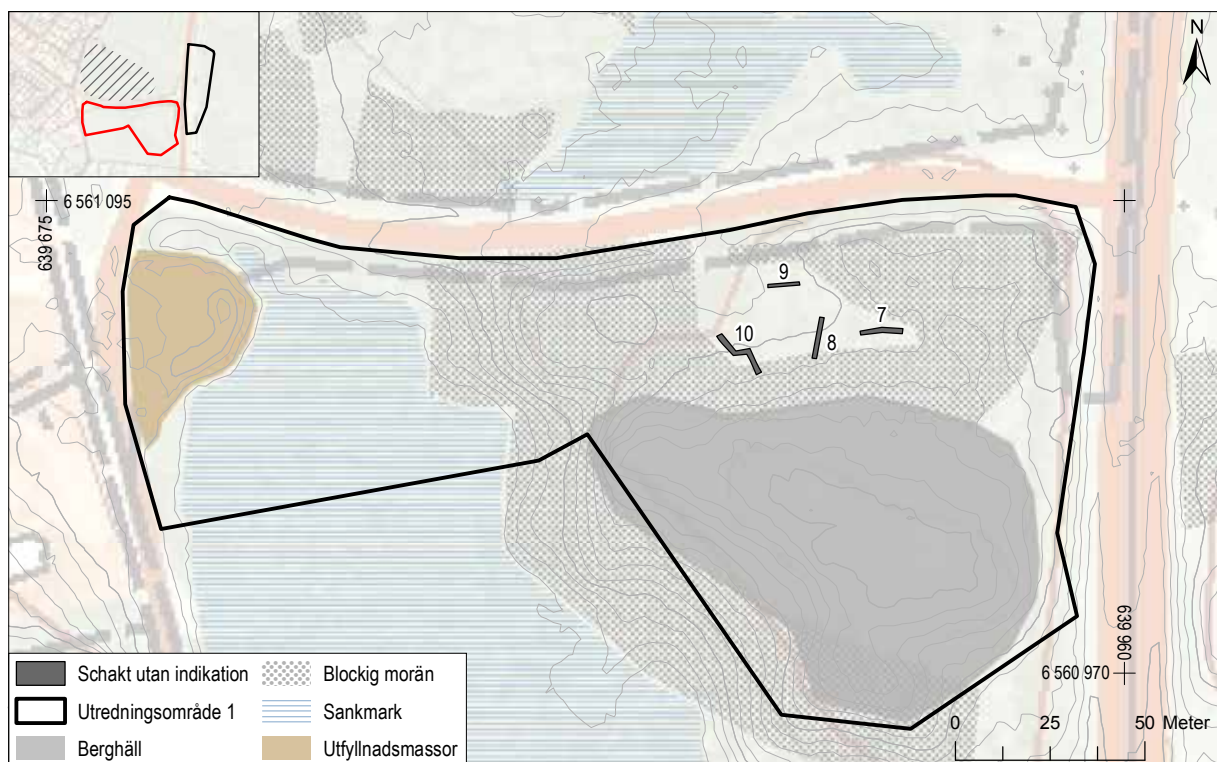 N
6 561 095
639 675
9
7
10
8
639 960
6 560 970
0 25 50 Meter
Schakt utan indikation
Blockig morän
Utredningsområde 1
Sankmark
Berghäll
Utfyllnadsmassor